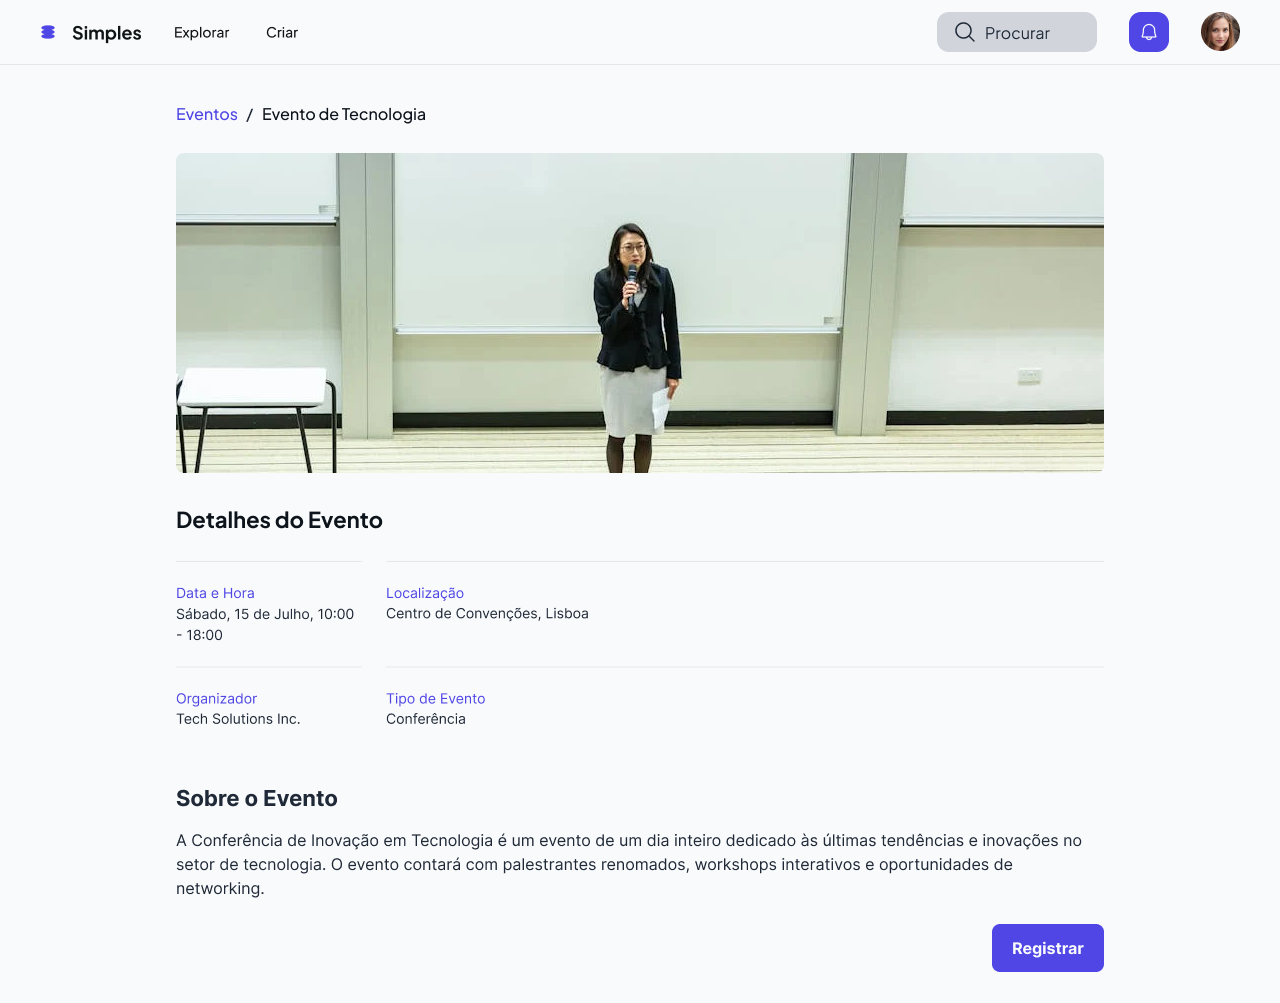 Simples
Explorar
Criar
Procurar
Eventos / Evento de Tecnologia
Detalhes do Evento
Data e Hora
Sábado, 15 de Julho, 10:00
- 18:00
Localização
Centro de Convenções, Lisboa
Organizador
Tech Solutions Inc.
Tipo de Evento
Conferência
Sobre o Evento
A Conferência de Inovação em Tecnologia é um evento de um dia inteiro dedicado às últimas tendências e inovações no
setor de tecnologia. O evento contará com palestrantes renomados, workshops interativos e oportunidades de
networking.
Registrar